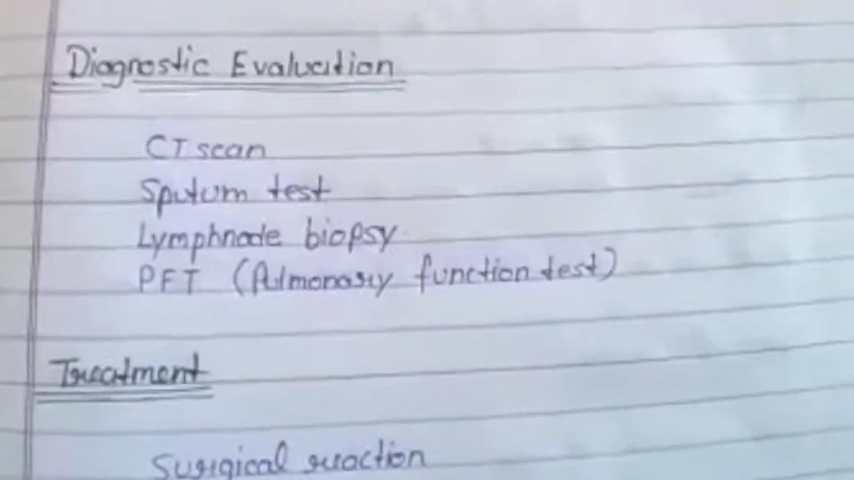 Diagnostic Evaluation
CT scan
Sputum test
Lymphnode biopsy
PFT (Pulmonary function test)
Treatment
Surgical reaction